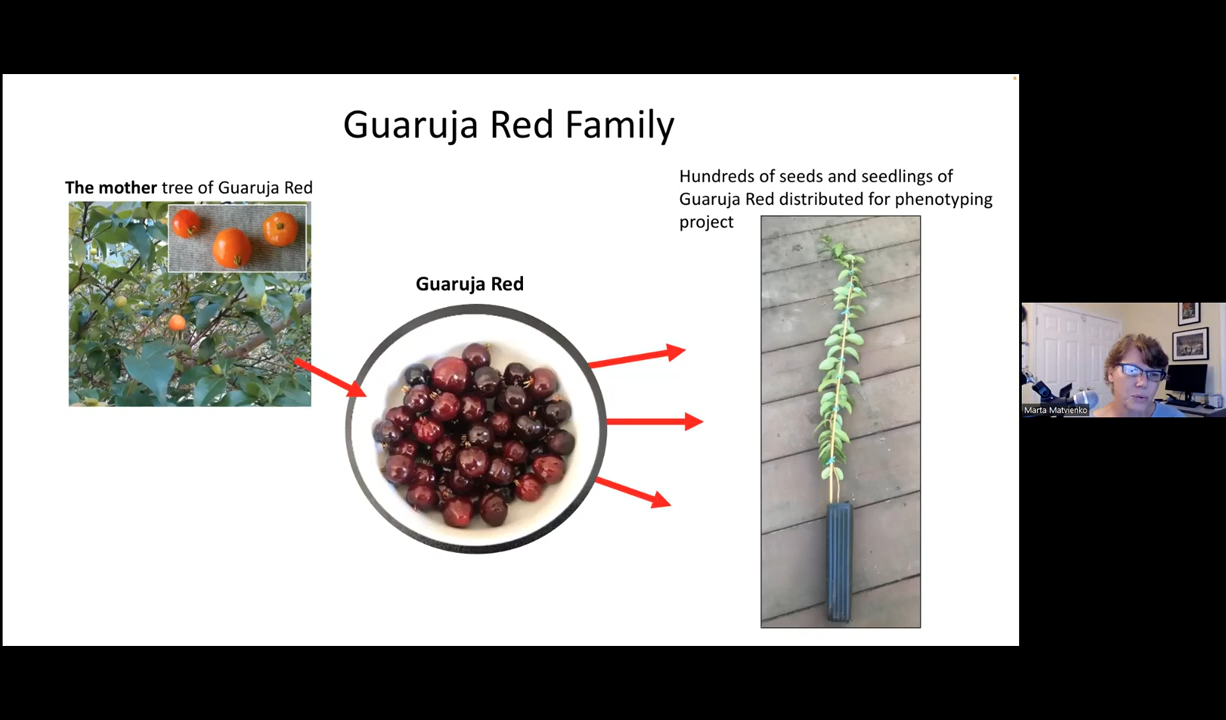 Guaruja Red Family
The mother tree of Guaruja Red
Hundreds of seeds and seedlings of
Guaruja Red distributed for phenotyping
project
Guaruja Red
Marta Matvienko